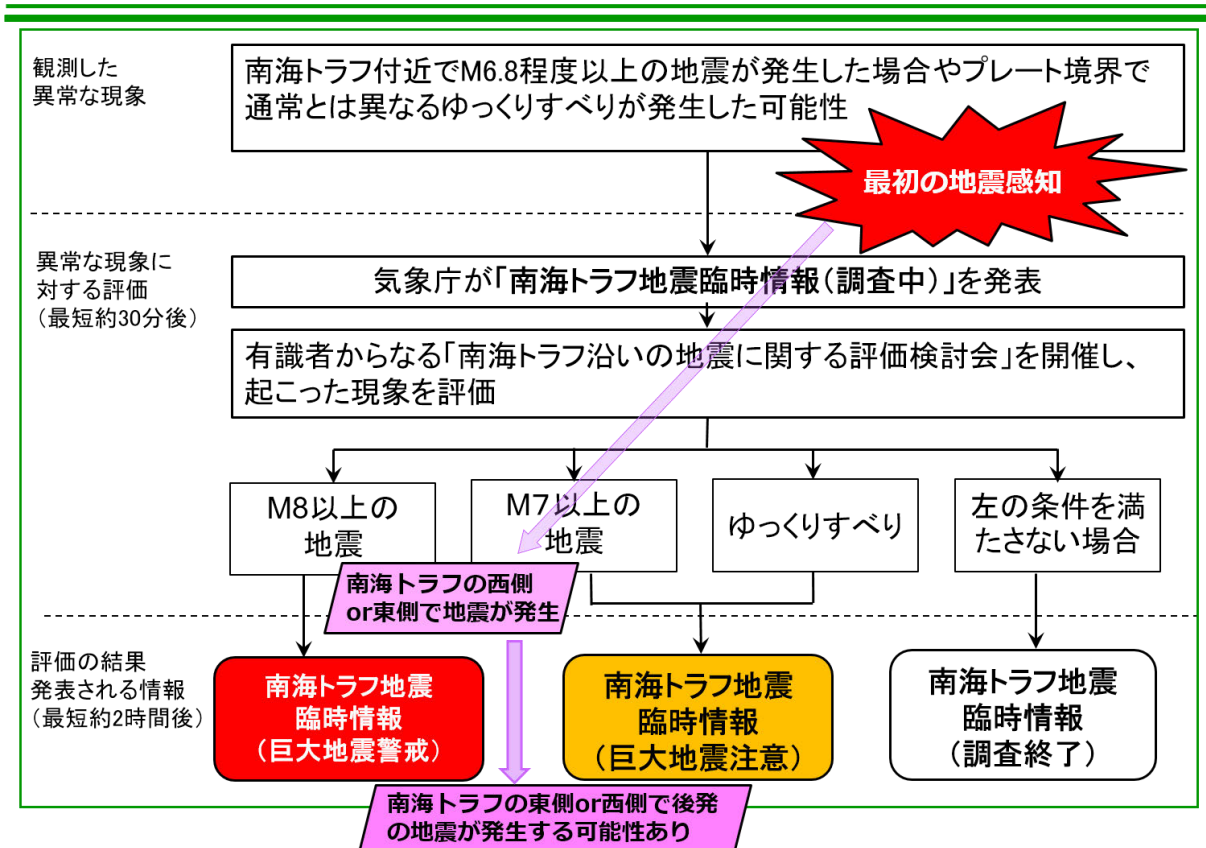 観測した
異常な現象
南海トラフ付近でM6.8程度以上の地震が発生した場合やプレート境界で
通常とは異なるゆっくりすべりが発生した可能性
最初の地震感知
異常な現象に
対する評価
（最短約30分後）
気象庁が「南海トラフ地震臨時情報（調査中）」を発表
有識者からなる「南海トラフ沿いの地震に関する評価検討会」を開催し、
起こった現象を評価
M8以上の
地震
M7以上の
地震
ゆっくりすべり
左の条件を満
たさない場合
南海トラフの西側
or東側で地震が発生
評価の結果
発表される情報
（最短約2時間後）
南海トラフ地震
臨時情報
（巨大地震警戒）
南海トラフ地震
臨時情報
（巨大地震注意）
南海トラフ地震
臨時情報
（調査終了）
南海トラフの東側or西側で後発
の地震が発生する可能性あり